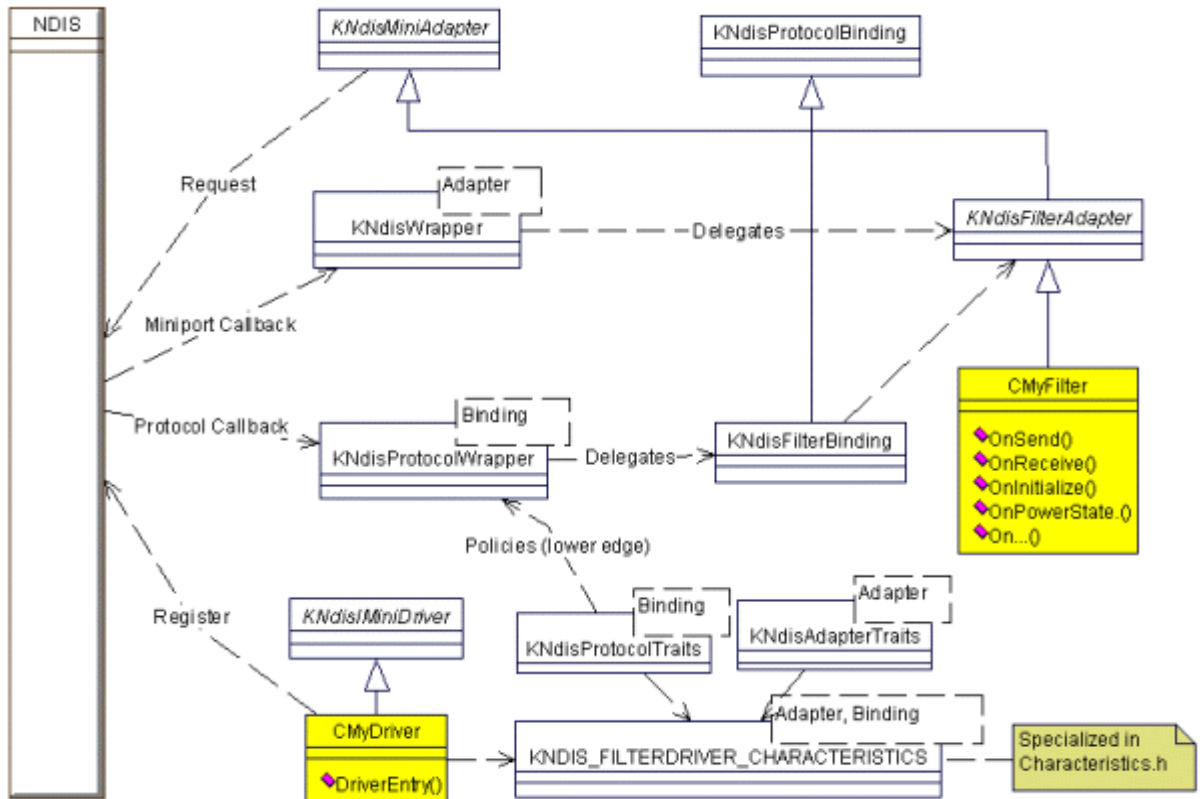 NDIS
KNdisMiniAdapter
KNdisProtocolBinding
Request
Adapter
KNdisWrapper
Delegates
KNdisFilterAdapter
Miniport Callback
Protocol Callback
Binding
KNdisProtocolWrapper
Delegates
KNdisFilterBinding
CMyFilter
OnSend()
OnReceive()
OnInitialize()
OnPowerState.()
On...()
Policies (lower edge)
Register
KNdisIMiniDriver
Binding
KNdisProtocolTraits
Adapter
KNdisAdapterTraits
CMyDriver
DriverEntry()
Adapter, Binding
KNDIS_FILTERDRIVER_CHARACTERISTICS
Specialized in
Characteristics.h